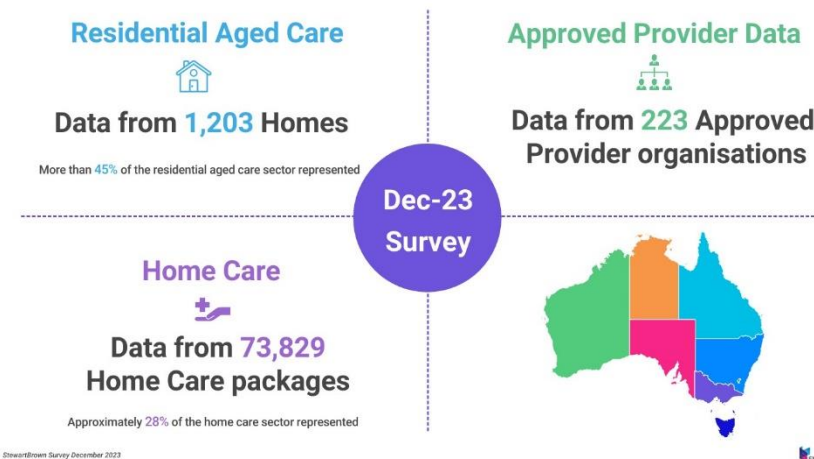 Residential Aged Care
Data from 1,203 Homes
More than 45% of the residential aged care sector represented
Approved Provider Data
Data from 223 Approved
Provider organisations
Dec-23
Survey
Home Care
Data from 73,829
Home Care packages
Approximately 28% of the home care sector represented
StewartBrown Survey December 2023